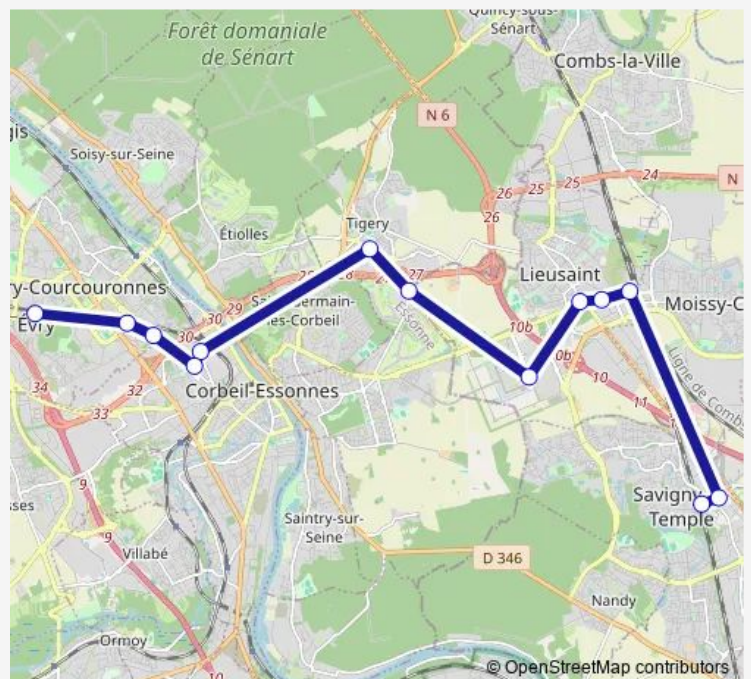 Quincy-sous-
Sénart
Forêt domaniale
de Sénart
Combs-la-Ville
N 6
gis
Soisy-sur-Seine
24
25
25
26
N
26
Tigery
Étiolles
26
27
Lieusaint
ry-Courcouronnes
Évry
29
30
30
Saint-Germain-
lès-Corbeil
Essonne
Moissy-C
10b
0b
10
11
Ligne de Combs
34
32
33
Corbeil-Essonnes
9
9
sses
Savigny
Temple
Saintry-sur-
Seine
Villabé
D 346
Nandy
Ormoy
10
© OpenStreetMap contributors